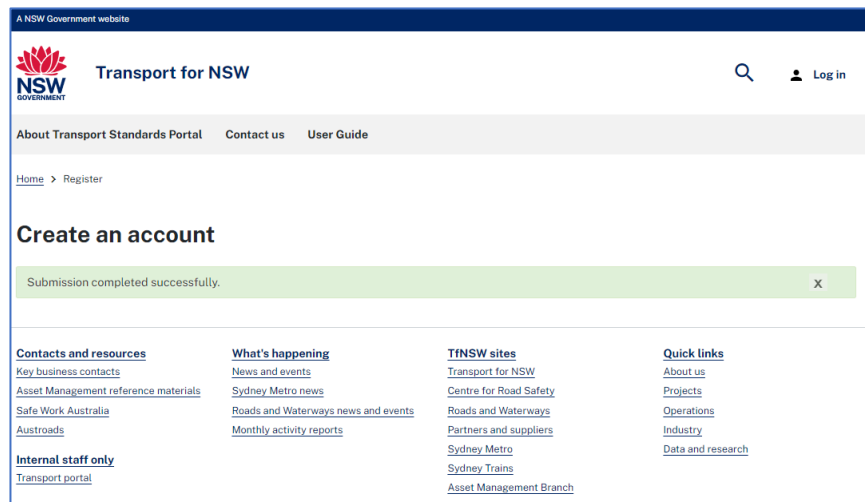 A NSW Government website
NSW
GOVERNMENT
Transport for NSW
Log in
About Transport Standards Portal Contact us User Guide
Home > Register
Create an account
Submission completed successfully. x
Contacts and resources
Key business contacts
Asset Management reference materials
Safe Work Australia
Austroads
Internal staff only
Transport portal
What's happening
News and events
Sydney Metro news
Roads and Waterways news and events
Monthly activity reports
TfNSW sites
Transport for NSW
Centre for Road Safety
Roads and Waterways
Partners and suppliers
Sydney Metro
Sydney Trains
Asset Management Branch
Quick links
About us
Projects
Operations
Industry
Data and research